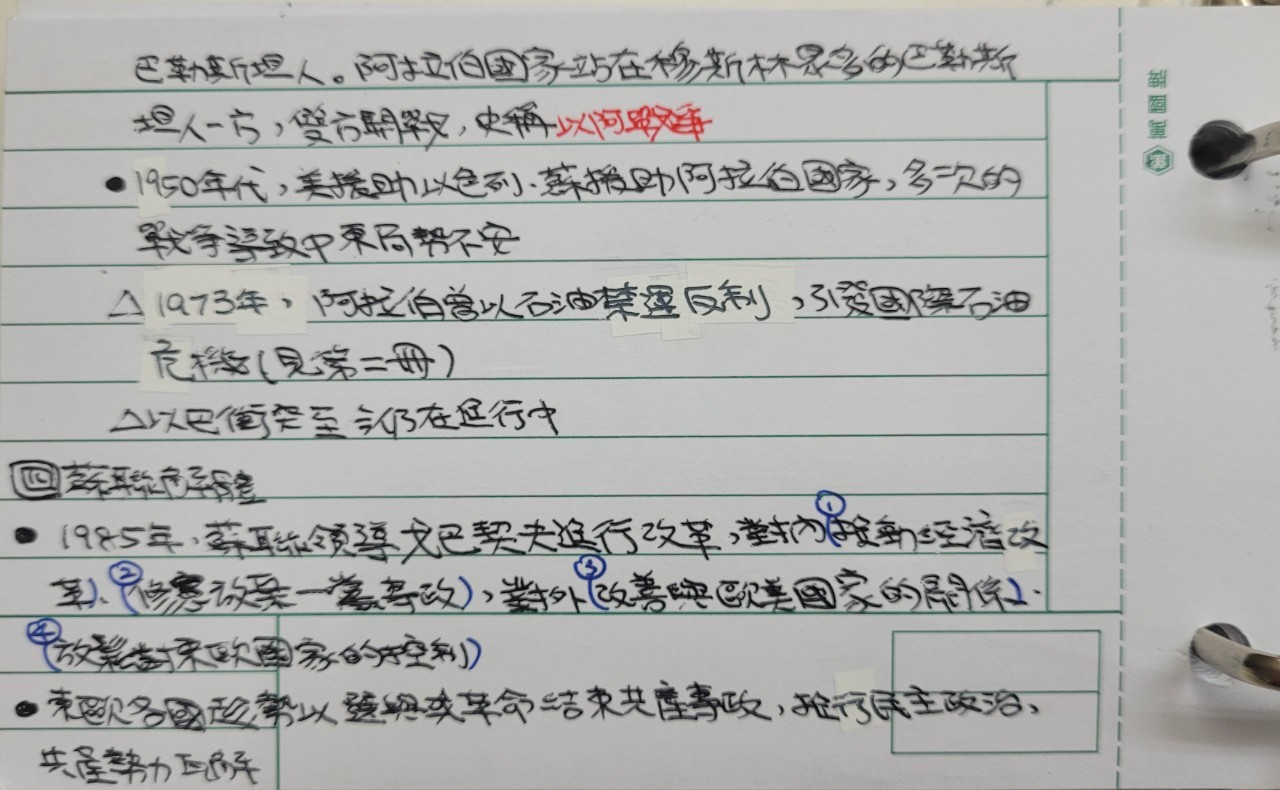 巴勒斯坦人。阿拉伯國家站在穆斯林眾多的巴勒斯
坦人一方,雙方開戰,史稱以阿戰爭
●1950年代,美援助以色列、蘇援助阿拉伯國家,多次的
戰爭導致中東局勢不安
△1973年,阿拉伯曾以石油禁運反制,引發國際石油
危機(見第二冊)
△以巴衝突至今仍在進行中
四 蘇聯的解體
●1985年,蘇聯領導戈巴契夫進行改革,對內①(推動經濟改
革)、②(修憲放棄一黨專政),對外③(改善與歐美國家的關係)、
④(放棄對東歐國家的控制)
●東歐各國趁勢以選舉或革命結束共產專政,推行民主政治,
共產勢力瓦解
萬國牌